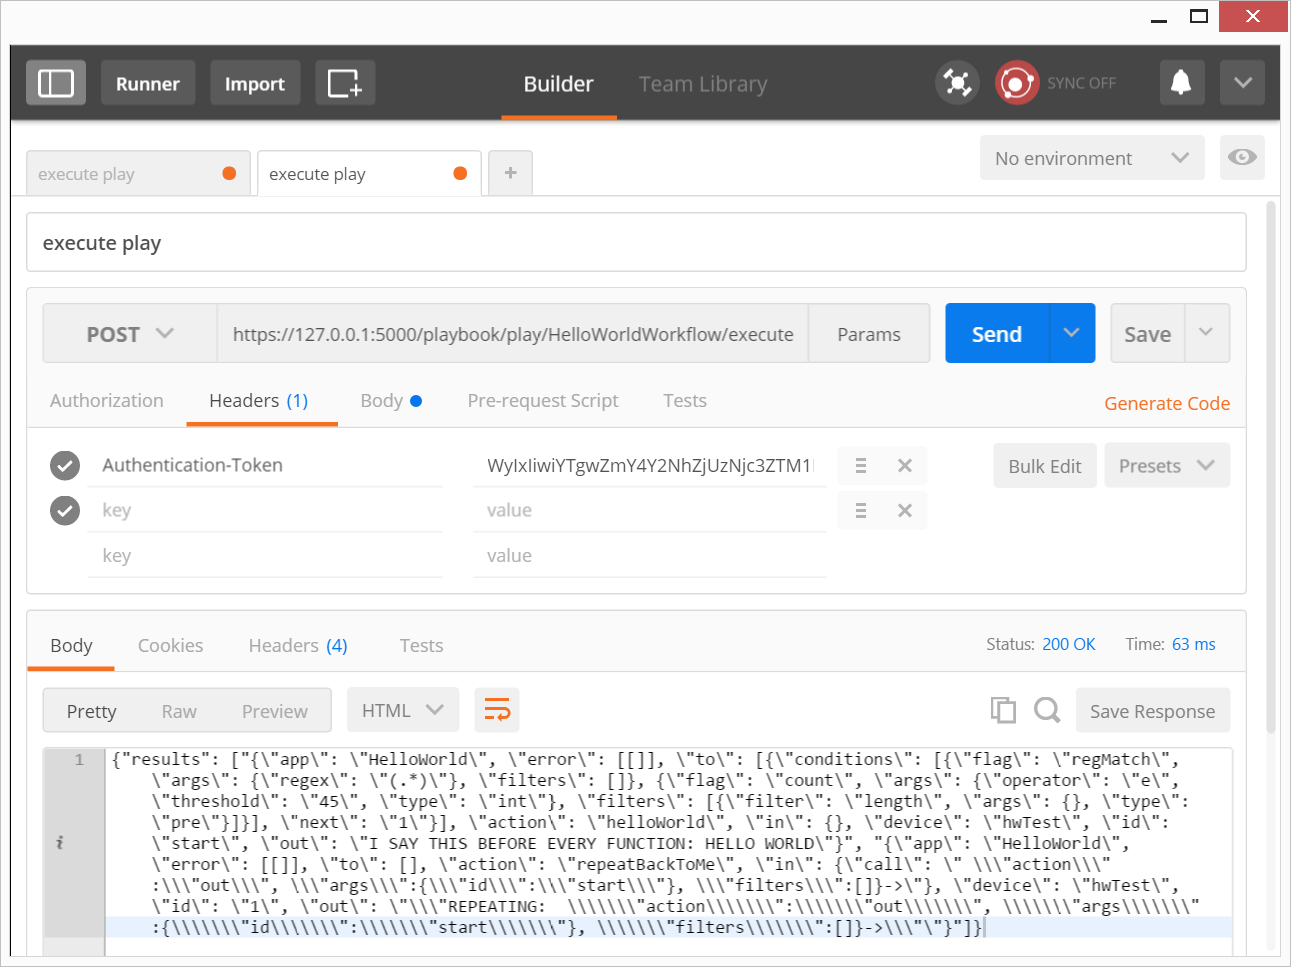 Runner
Import
Builder
Team Library
SYNC OFF
execute play
execute play
+
No environment
execute play
POST
https://127.0.0.1:5000/playbook/play/HelloWorldWorkflow/execute
Params
Send
Save
Authorization
Headers (1)
Body
Pre-request Script
Tests
Generate Code
Authentication-Token
Bulk Edit
Presets
key
value
key
value
Body
Cookies
Headers (4)
Tests
Status: 200 OK
Time: 63 ms
Pretty
Raw
Preview
HTML
Save Response
1
{"results": ["{\"app\": \"HelloWorld\", \"error\": [[]], \"to\": [{\"conditions\": [{\"flag\": \"regMatch\",
\"args\": {\"regex\": \"(.*)\"}, \"filters\": []}, {\"flag\": \"count\", \"args\": {\"operator\": \"e\",
\"threshold\": \"45\", \"type\": \"int\"}, \"filters\": [{\"filter\": \"length\", \"args\": {}, \"type\":
\"pre\"}]}], \"next\": \"1\"}], \"action\": \"helloWorld\", \"in\": {}, \"device\": \"hwTest\", \"id\":
\"start\", \"out\": \"I SAY THIS BEFORE EVERY FUNCTION: HELLO WORLD\"}", "{\"app\": \"HelloWorld\",
\"error\": [[]], \"to\": [], \"action\": \"repeatBackToMe\", \"in\": {\"call\": \" \\\"action\\\"
:\\\"out\\\", \\\"args\\\":{\\\"id\\\":\\\"start\\\"}, \\\"filters\\\":[]}->\"}, \"device\": \"hwTest\",
\"id\": \"1\", \"out\": \"\\\"REPEATING:  \\\\\\\"action\\\\\\\":\\\\\\\"out\\\\\\\", \\\\\\\"args\\\\\\\"
:{\\\\\\\"id\\\\\\\":\\\\\\\"start\\\\\\\"}, \\\\\\\"filters\\\\\\\":[]}->\\\"\"}"]}